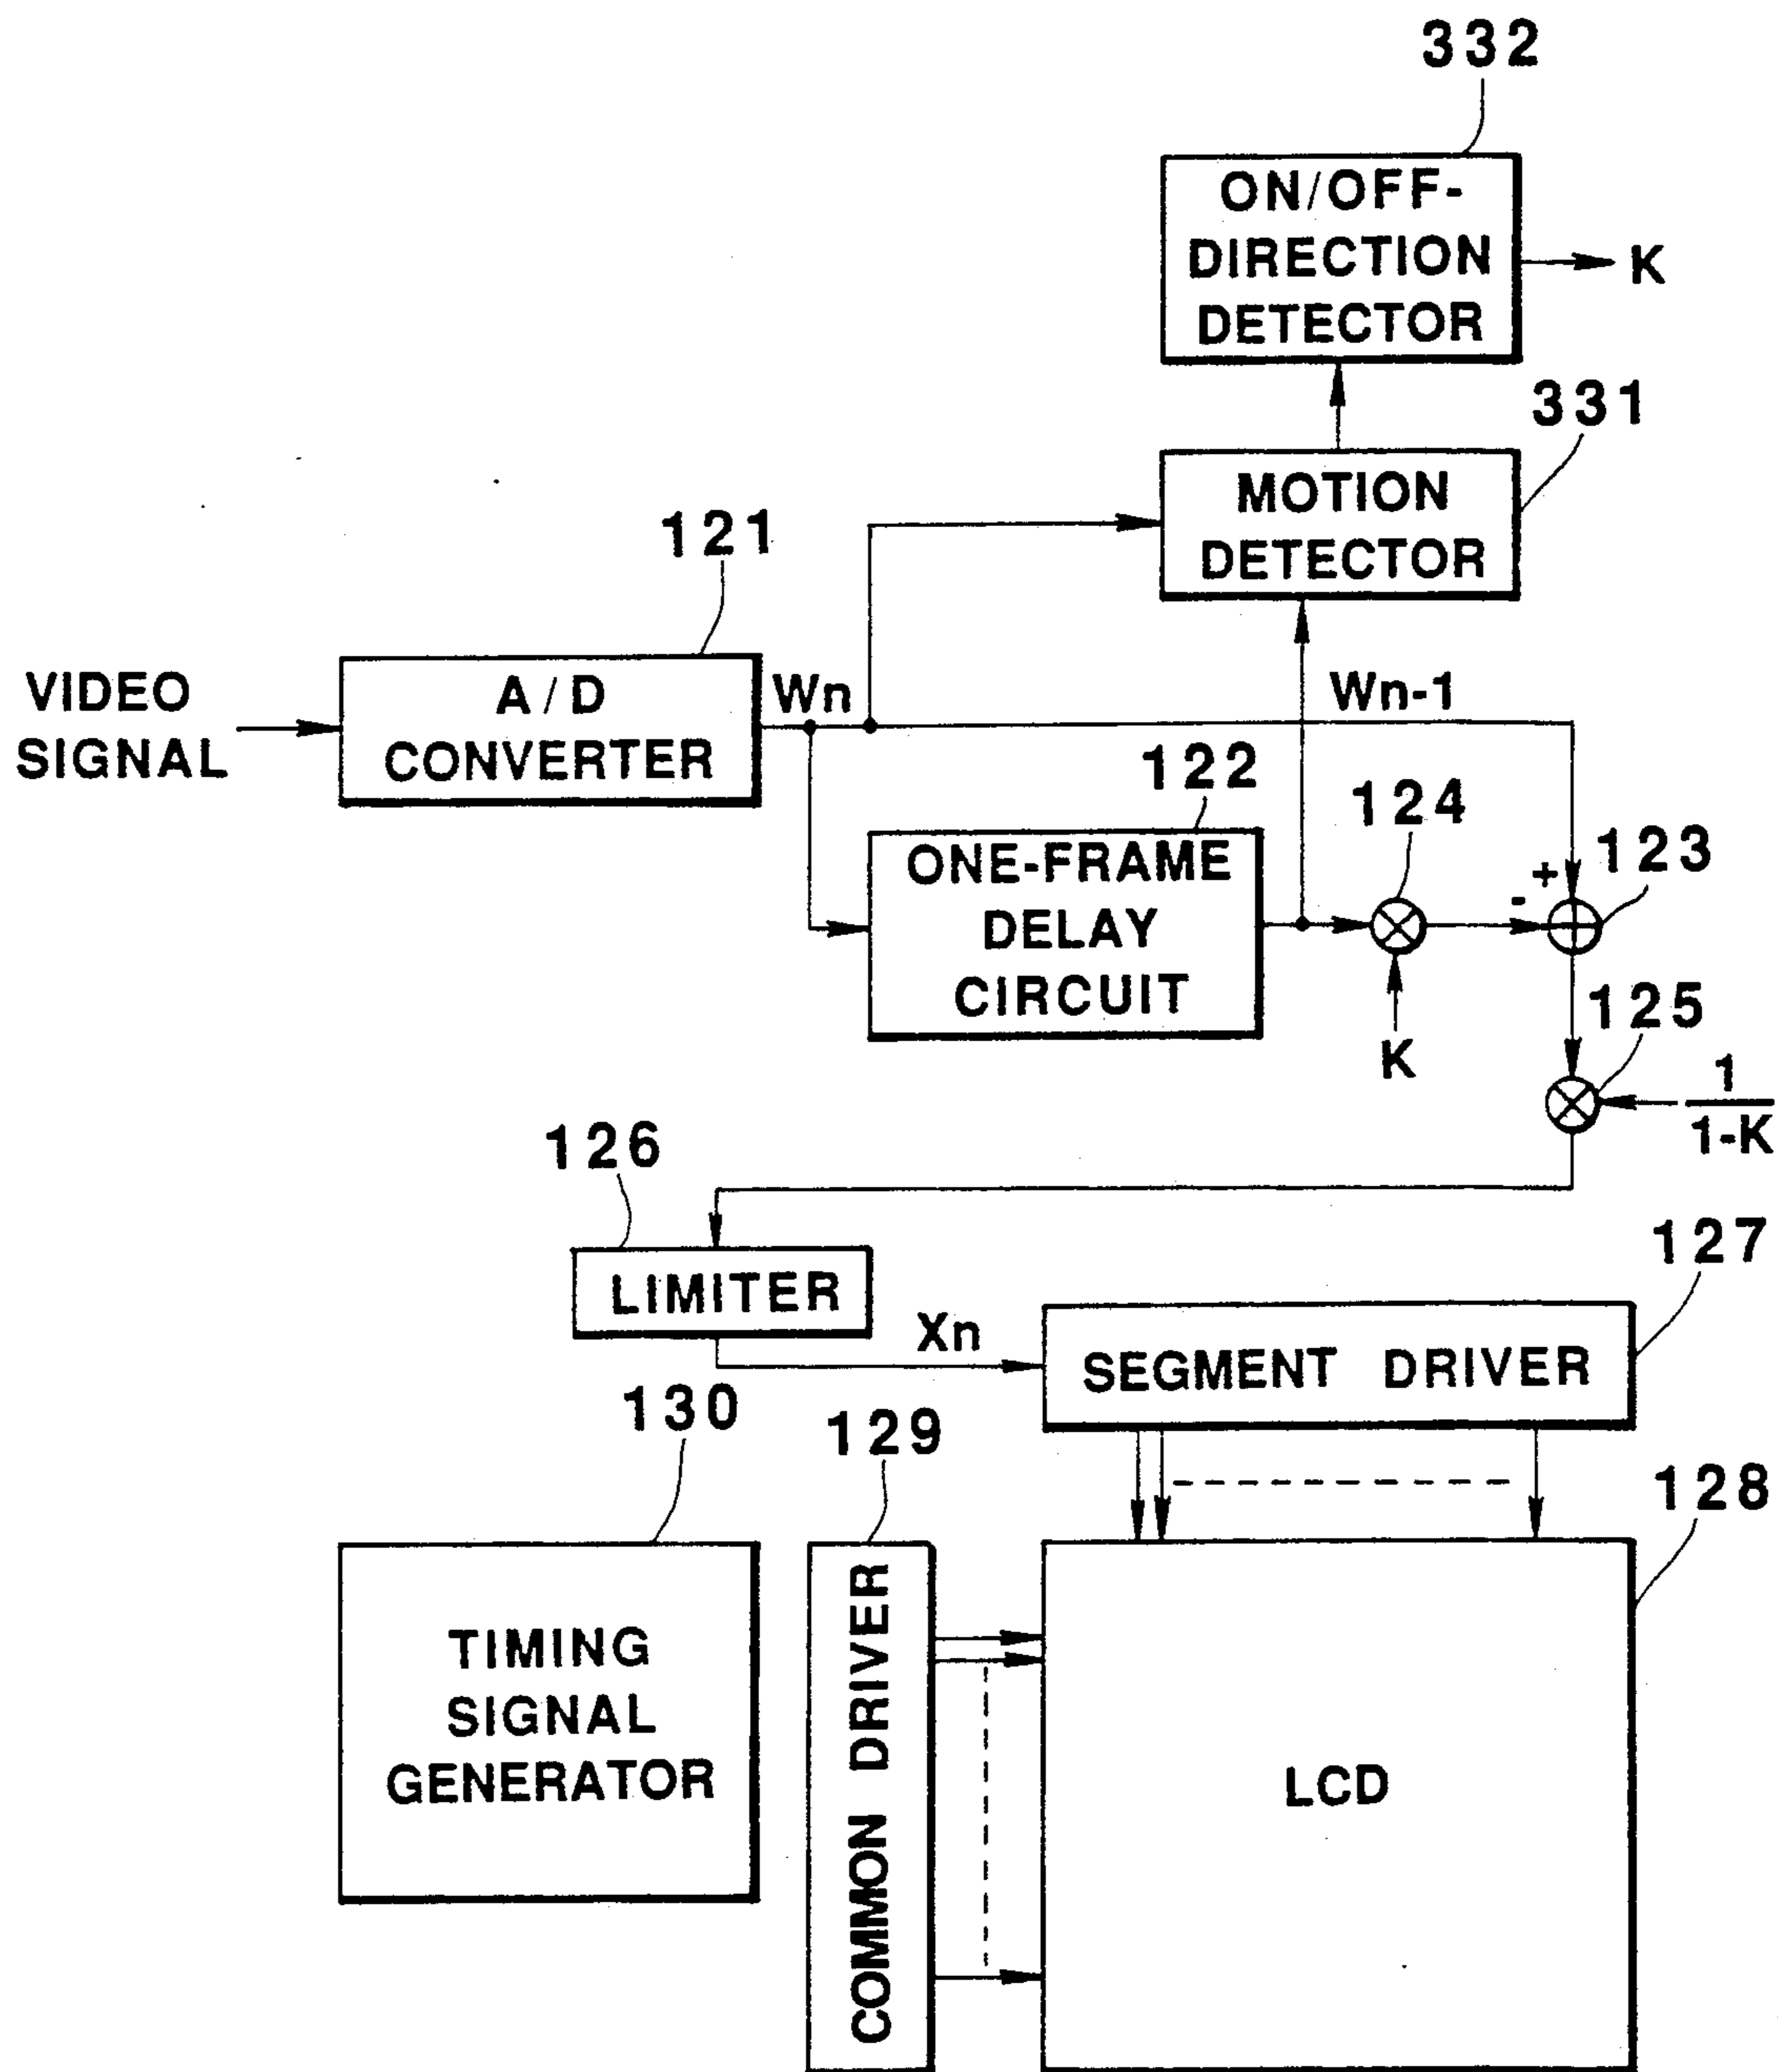 332
ON/OFF-
DIRECTION
DETECTOR
K
331
MOTION
DETECTOR
121
VIDEO
SIGNAL
A/D
CONVERTER
Wn
Wn-1
122
ONE-FRAME
DELAY
CIRCUIT
124
K
- +
123
125
1
1-K
126
LIMITER
Xn
127
SEGMENT DRIVER
130
TIMING
SIGNAL
GENERATOR
129
COMMON DRIVER
128
LCD